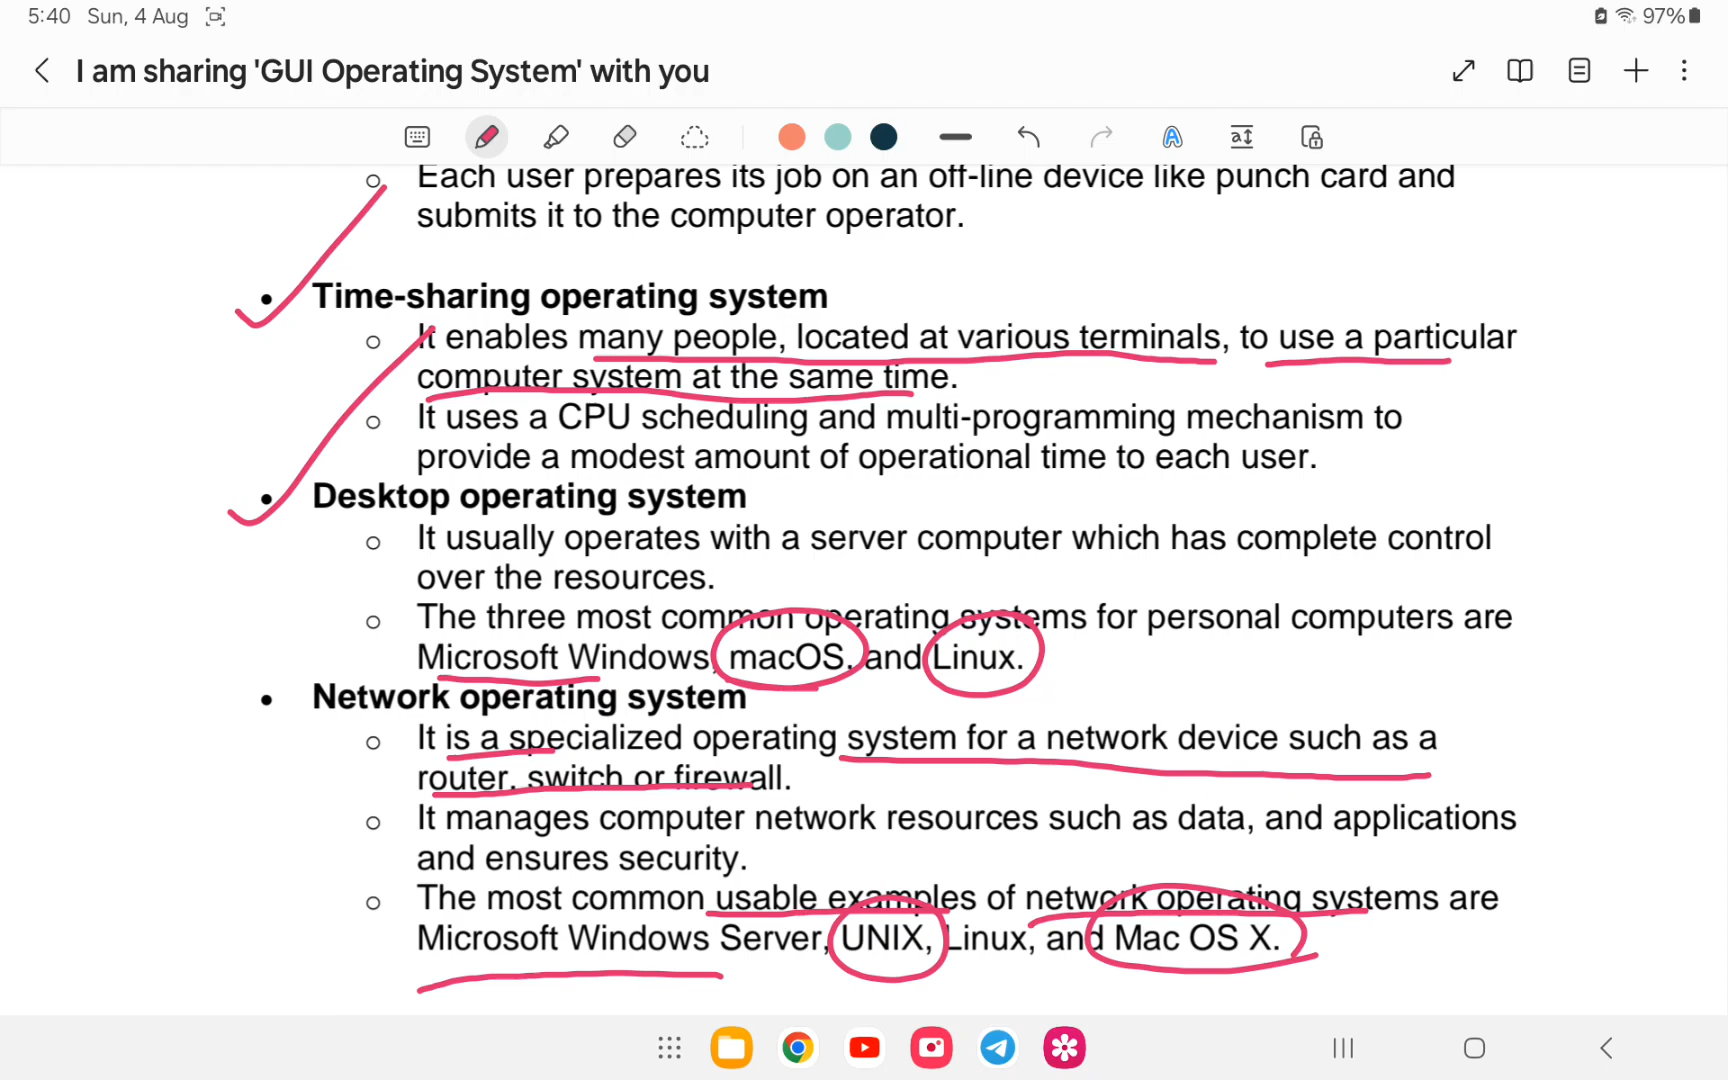 5:40 Sun, 4 Aug 97%
I am sharing 'GUI Operating System' with you
Each user prepares its job on an off-line device like punch card and
submits it to the computer operator.
Time-sharing operating system
It enables many people, located at various terminals, to use a particular
computer system at the same time.
It uses a CPU scheduling and multi-programming mechanism to
provide a modest amount of operational time to each user.
Desktop operating system
It usually operates with a server computer which has complete control
over the resources.
The three most common operating systems for personal computers are
Microsoft Windows, macOS, and Linux.
Network operating system
It is a specialized operating system for a network device such as a
router, switch or firewall.
It manages computer network resources such as data, and applications
and ensures security.
The most common usable examples of network operating systems are
Microsoft Windows Server, UNIX, Linux, and Mac OS X.